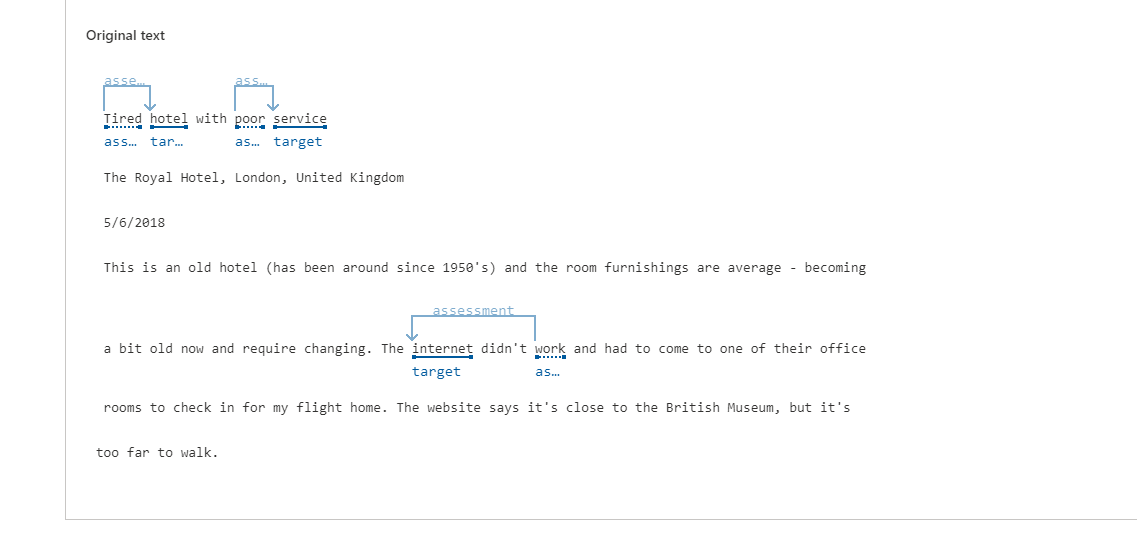 Original text
asse... ass...
Tired hotel with poor service
ass... tar... as... target
The Royal Hotel, London, United Kingdom
5/6/2018
This is an old hotel (has been around since 1950's) and the room furnishings are average - becoming
assessment
a bit old now and require changing. The internet didn't work and had to come to one of their office
target as...
rooms to check in for my flight home. The website says it's close to the British Museum, but it's
too far to walk.